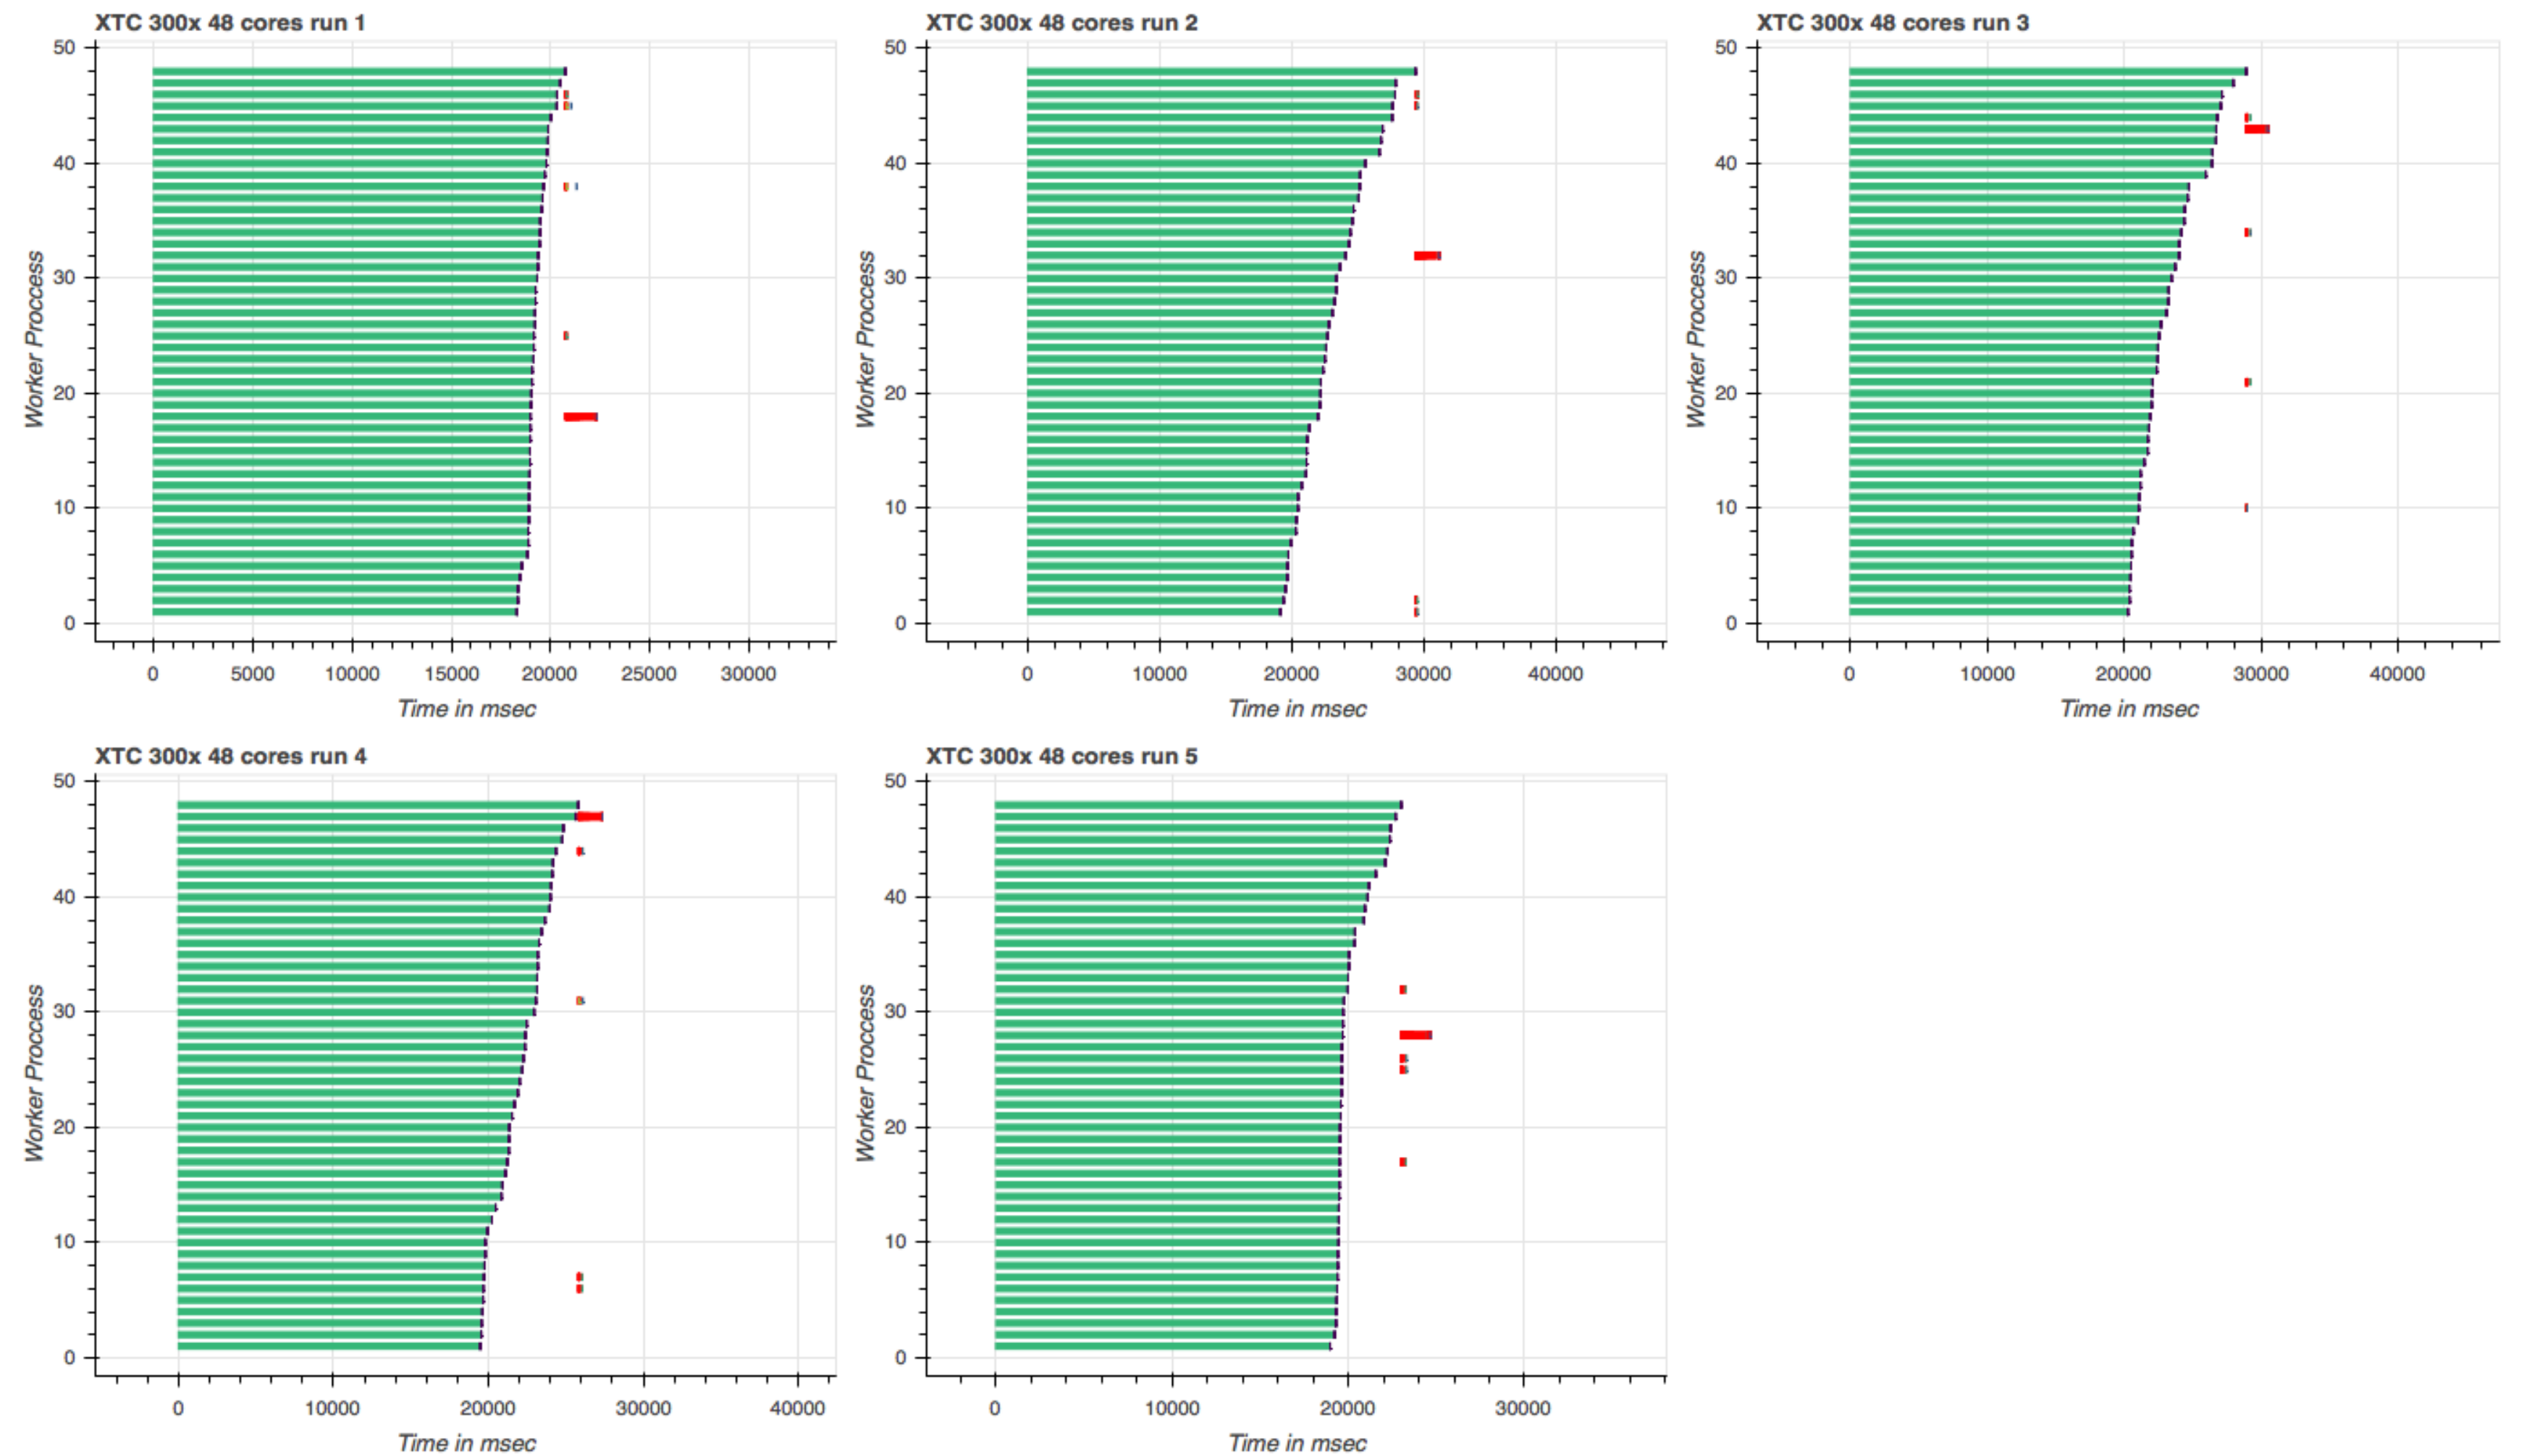 XTC 300x 48 cores run 1
50
40
30
20
10
0
Worker Proccess
0 5000 10000 15000 20000 25000 30000
Time in msec
XTC 300x 48 cores run 2
50
40
30
20
10
0
Worker Proccess
0 10000 20000 30000 40000
Time in msec
XTC 300x 48 cores run 3
50
40
30
20
10
0
Worker Proccess
0 10000 20000 30000 40000
Time in msec
XTC 300x 48 cores run 4
50
40
30
20
10
0
Worker Proccess
0 10000 20000 30000 40000
Time in msec
XTC 300x 48 cores run 5
50
40
30
20
10
0
Worker Proccess
0 10000 20000 30000
Time in msec